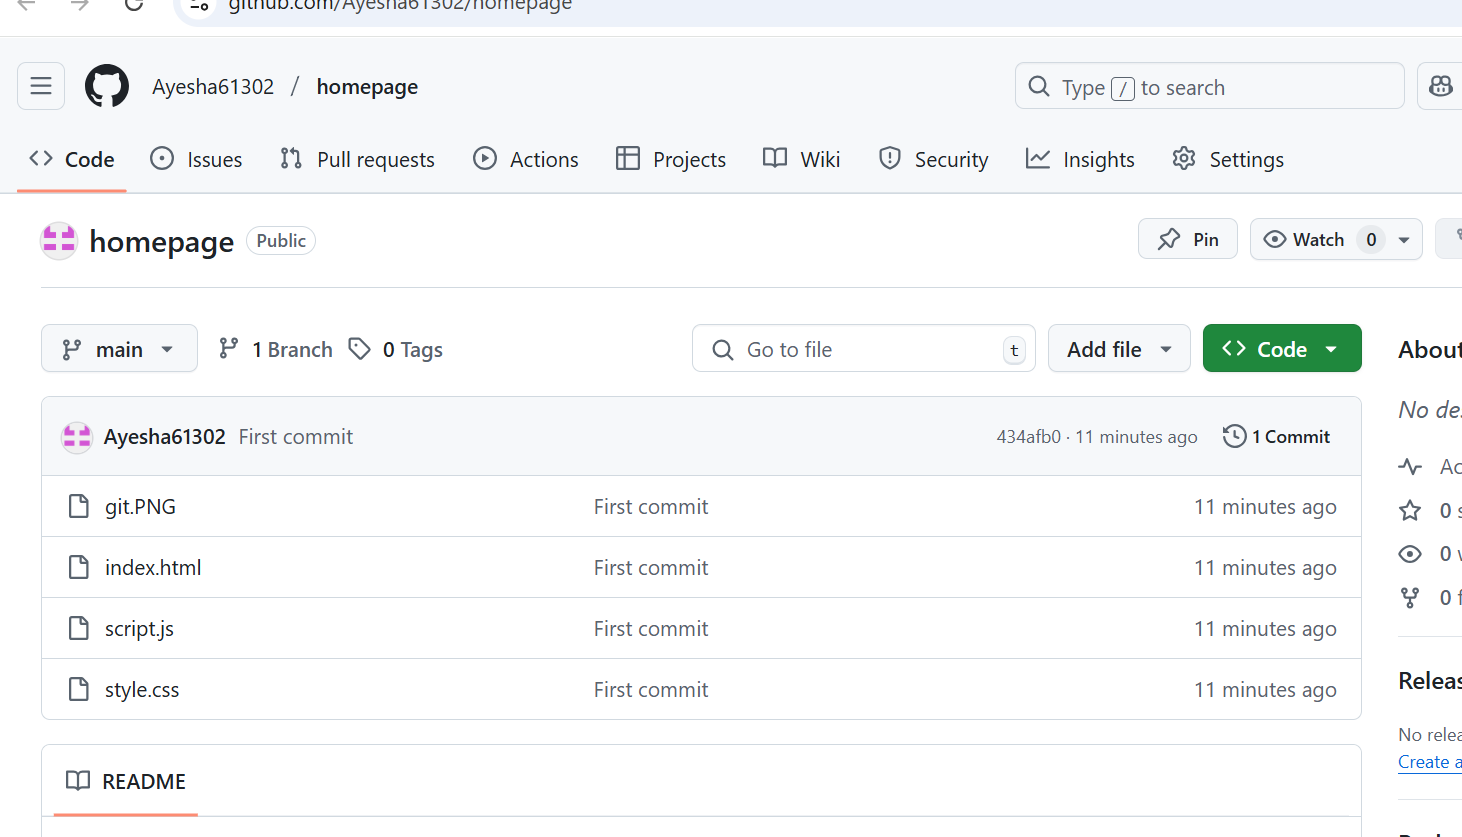 github.com/Ayesha61302/homepage
Ayesha61302 / homepage
Type / to search
Code Issues Pull requests Actions Projects Wiki Security Insights Settings
homepage Public
Pin Watch 0
main 1 Branch 0 Tags
Go to file t
Add file Code
About
Ayesha61302 First commit 434afb0 · 11 minutes ago 1 Commit
No
git.PNG First commit 11 minutes ago
0
index.html First commit 11 minutes ago
0
0
script.js First commit 11 minutes ago
style.css First commit 11 minutes ago
No
Create a
README